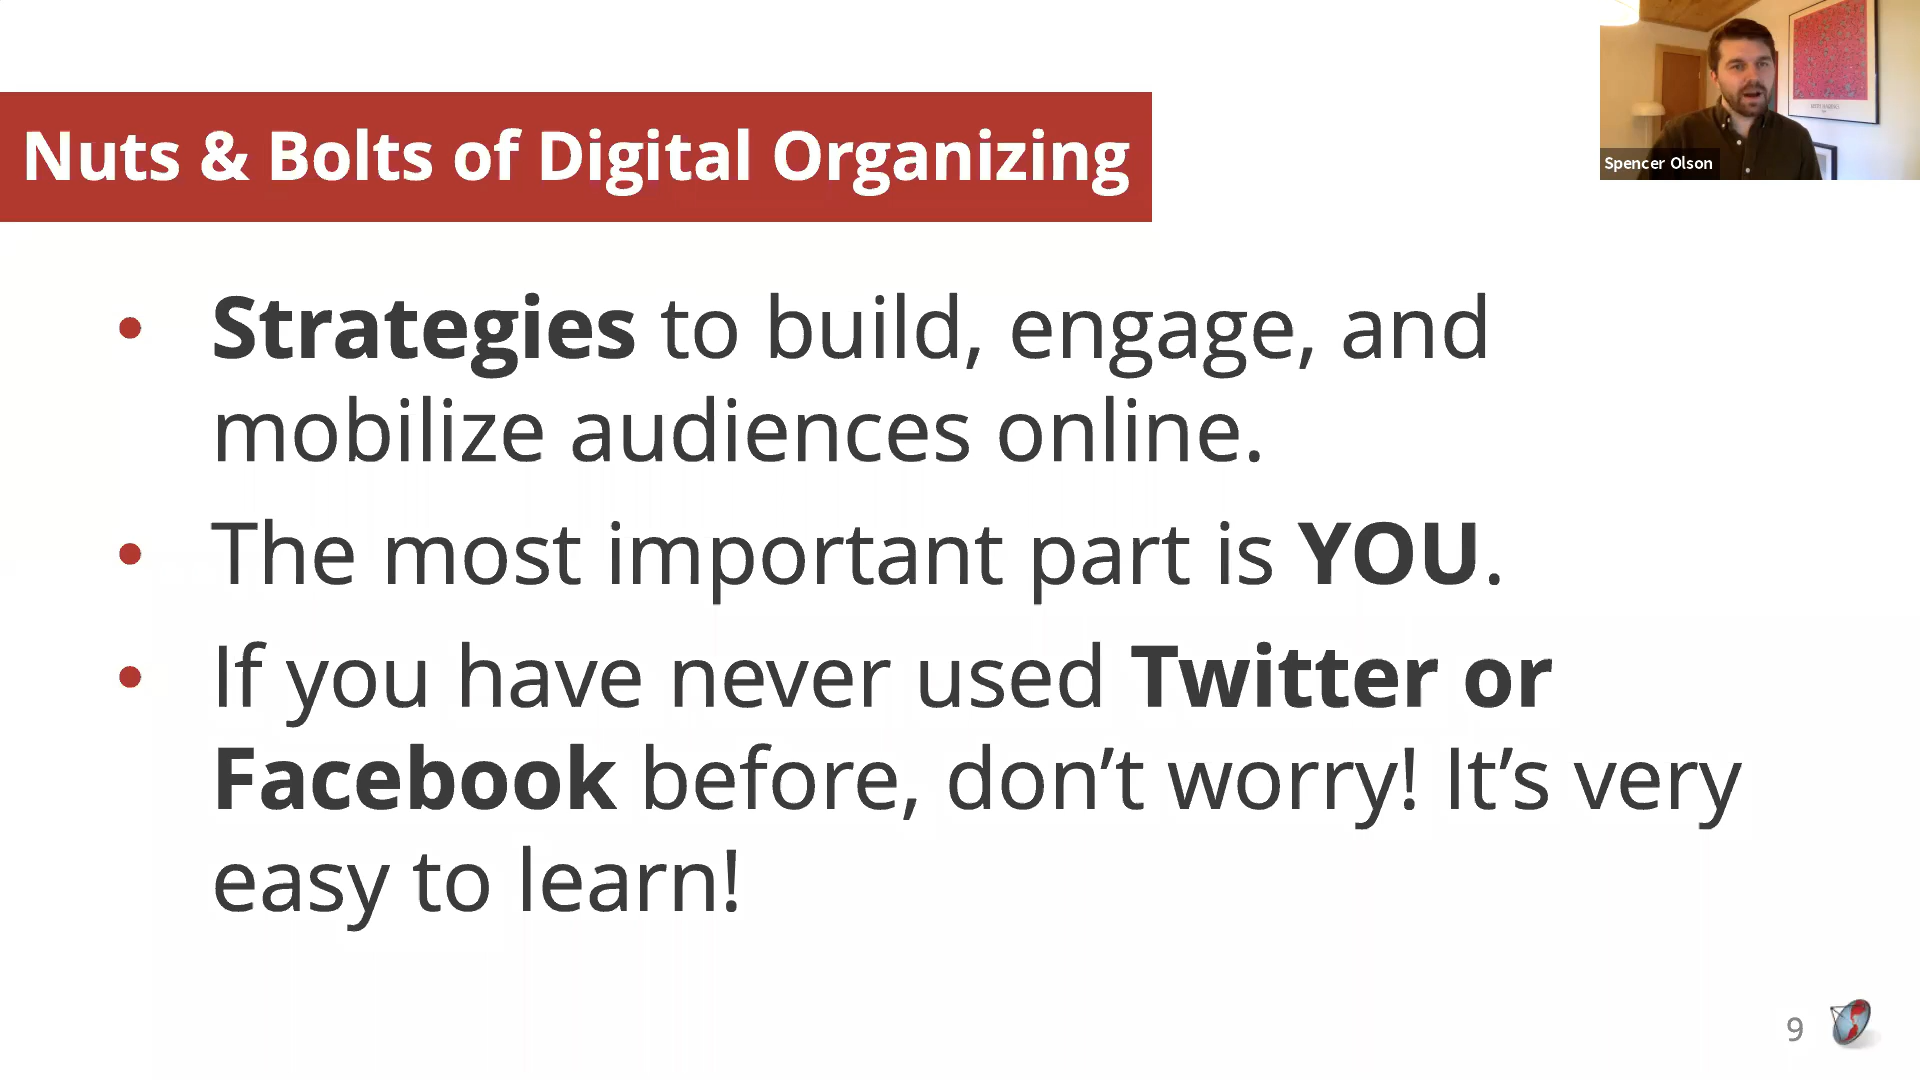 Nuts & Bolts of Digital Organizing
Spencer Olson
• Strategies to build, engage, and
mobilize audiences online.
• The most important part is YOU.
• If you have never used Twitter or
Facebook before, don’t worry! It’s very
easy to learn!
9